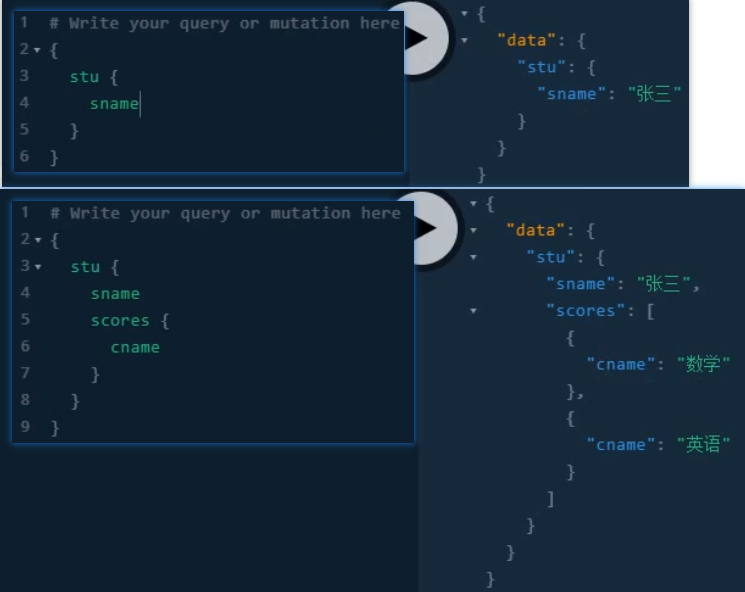 1 # Write your query or mutation here
2 {
3 stu {
4 sname
5 }
6 }
{
"data": {
"stu": {
"sname": "张三"
}
}
}
1 # Write your query or mutation here
2 {
3 stu {
4 sname
5 scores {
6 cname
7 }
8 }
9 }
{
"data": {
"stu": {
"sname": "张三",
"scores": [
{
"cname": "数学"
},
{
"cname": "英语"
}
]
}
}
}